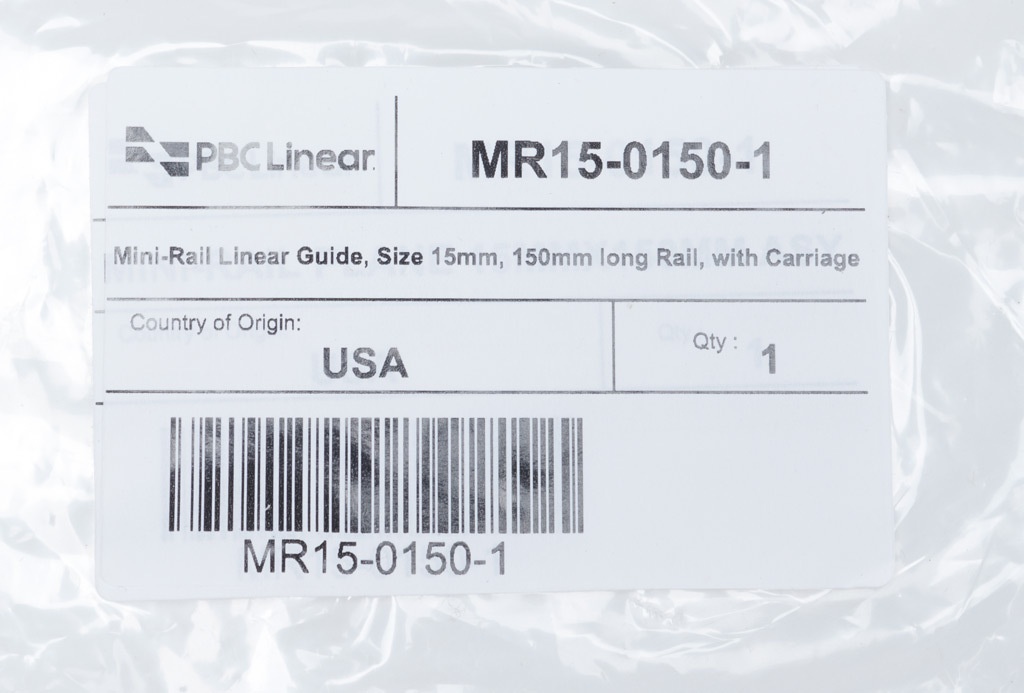 PBC Linear.
MR15-0150-1
Mini-Rail Linear Guide, Size 15mm, 150mm long Rail, with Carriage
Country of Origin:
USA
Qty :
1
MR15-0150-1